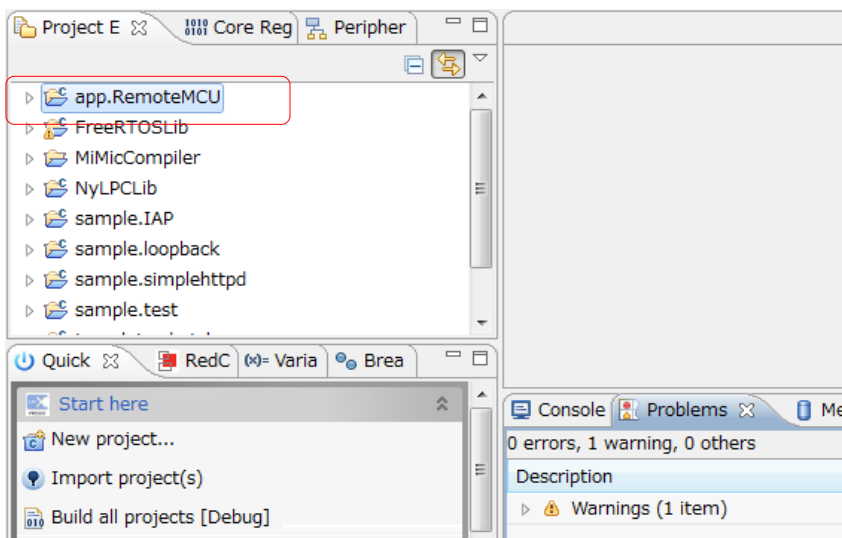 Project E Core Reg Peripher
app.RemoteMCU
FreeRTOSLib
MiMicCompiler
NyLPCLib
sample.IAP
sample.loopback
sample.simplehttpd
sample.test
Quick RedC (x)= Varia Brea
Start here
New project...
Import project(s)
Build all projects [Debug]
Console Problems Me
0 errors, 1 warning, 0 others
Description
Warnings (1 item)